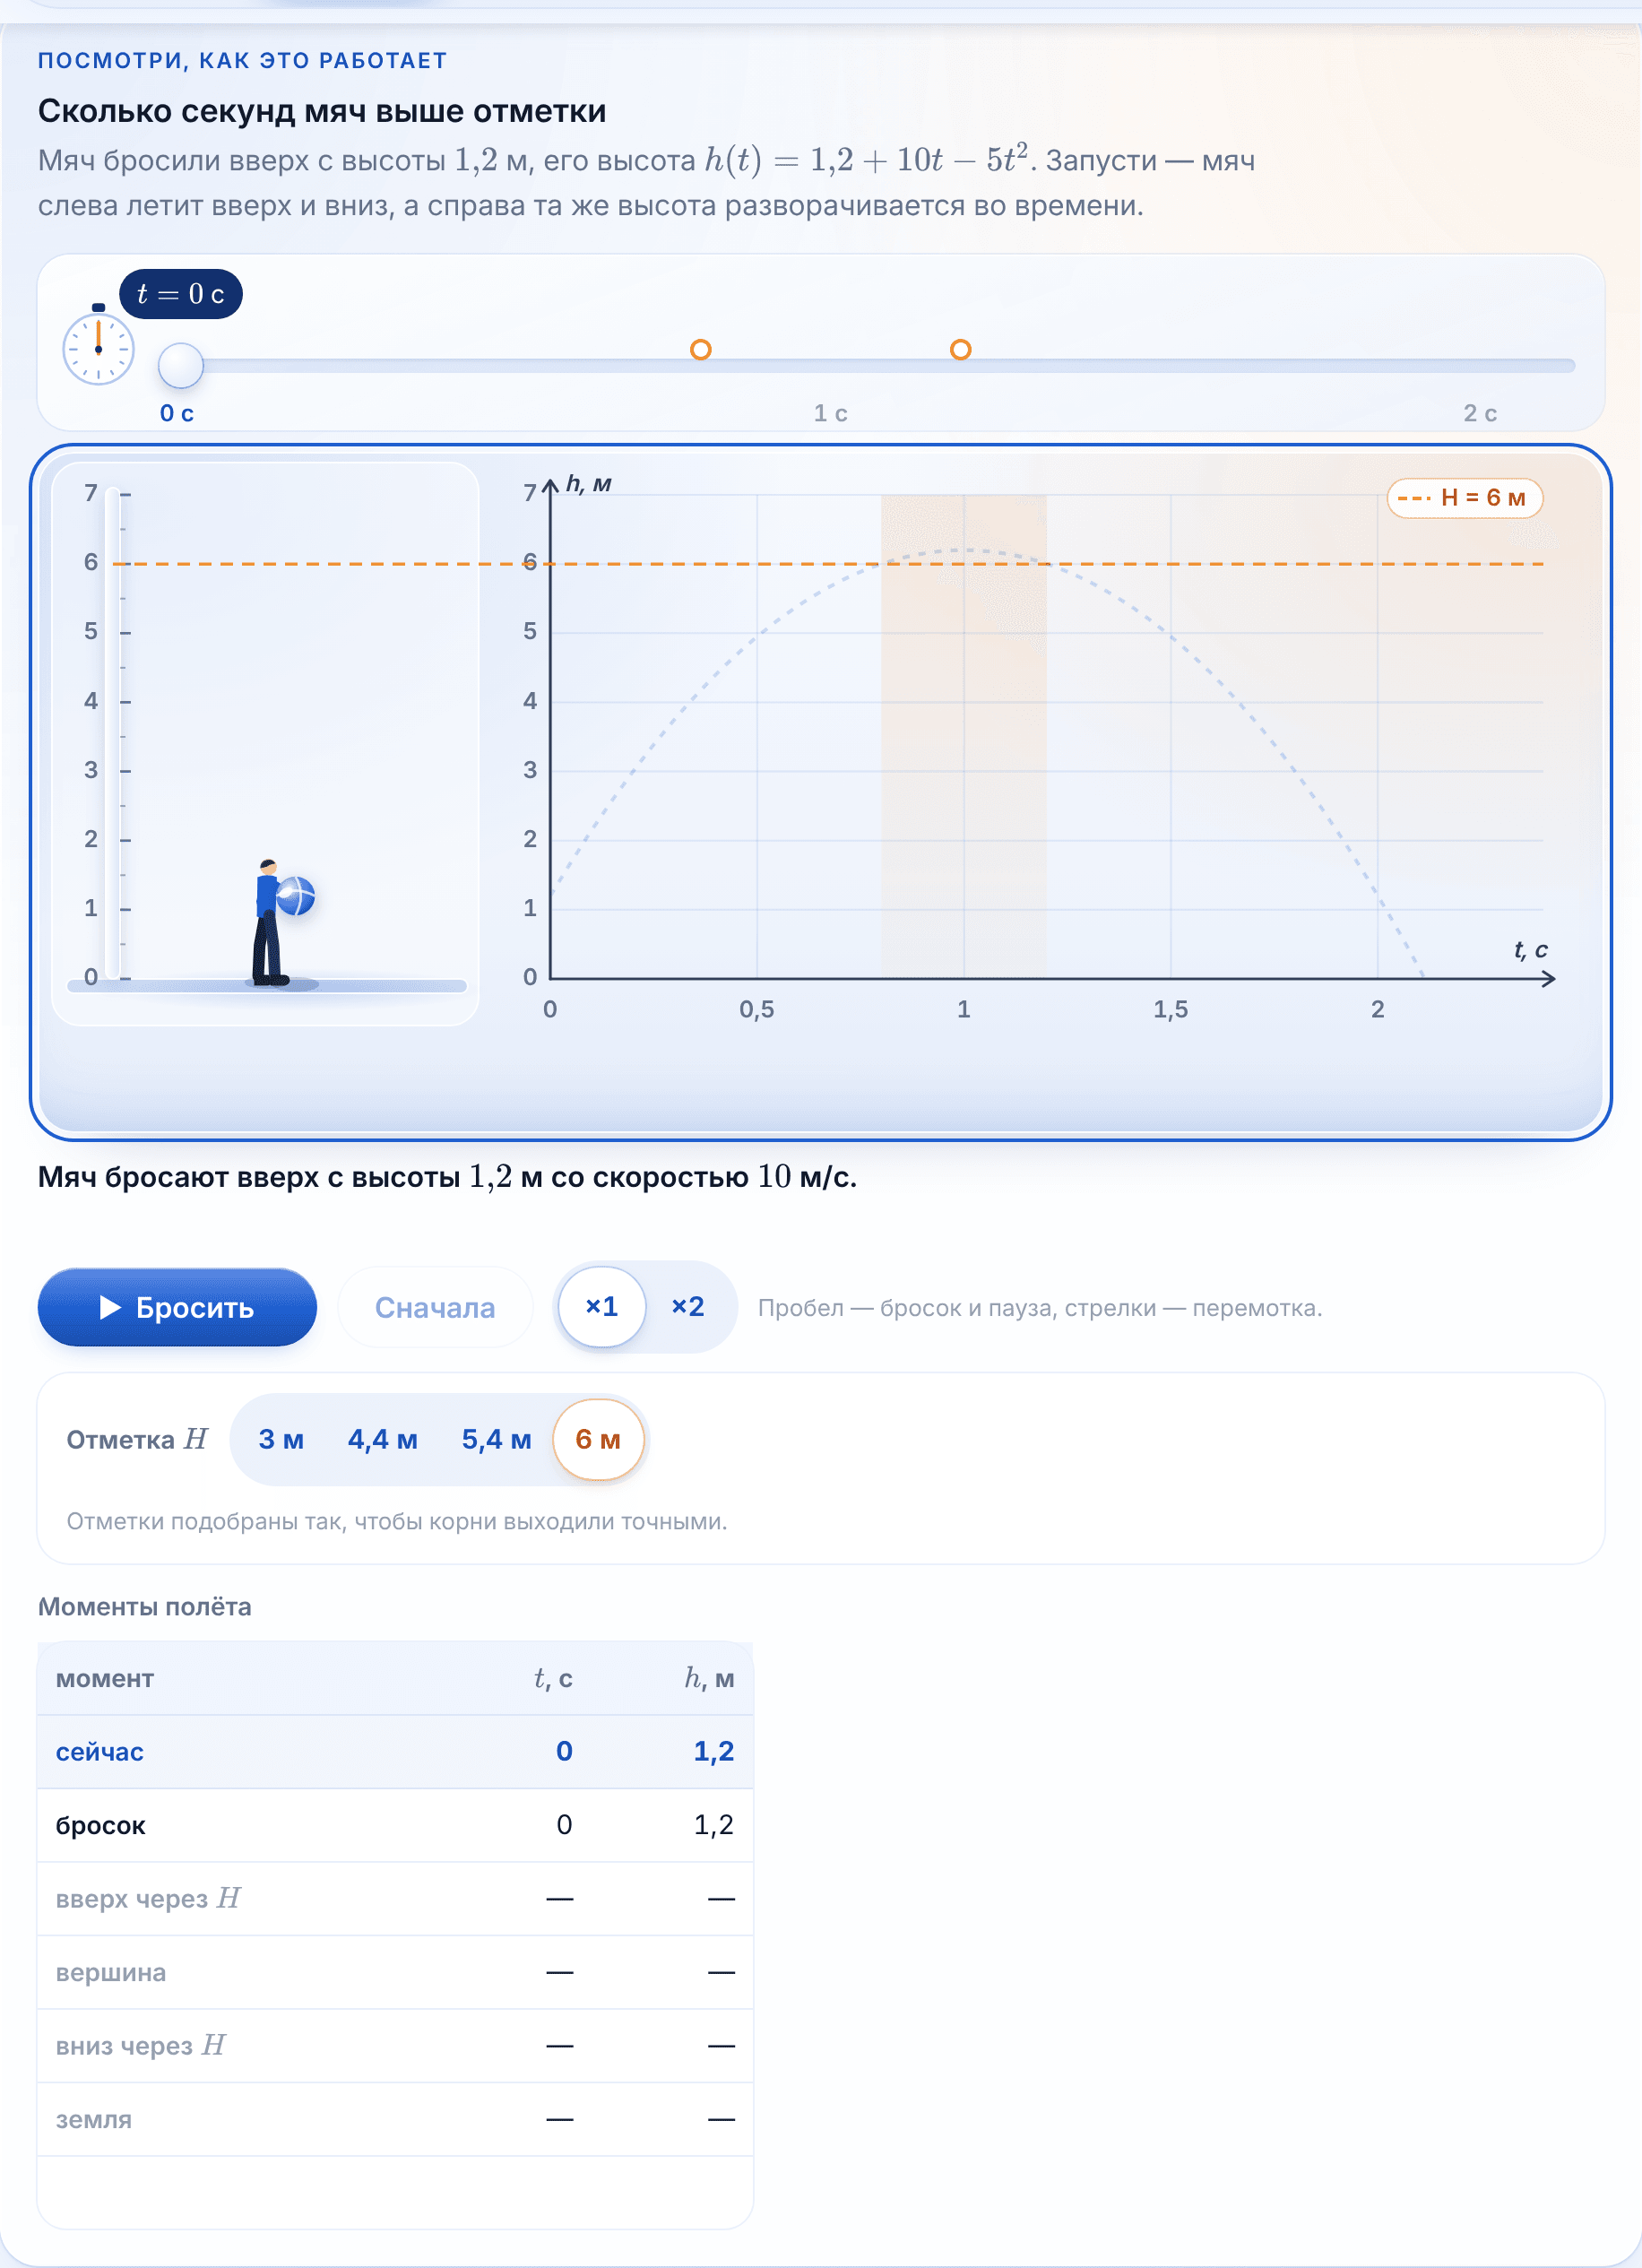 ПОСМОТРИ, КАК ЭТО РАБОТАЕТ
Сколько секунд мяч выше отметки
Мяч бросили вверх с высоты 1,2 м, его высота h(t) = 1,2 + 10t − 5t². Запусти — мяч
слева летит вверх и вниз, а справа та же высота разворачивается во времени.
t = 0 с
0 с 1 с 2 с
7
6
5
4
3
2
1
0
h, м
H = 6 м
7
6
5
4
3
2
1
0
t, с
0 0,5 1 1,5 2
Мяч бросают вверх с высоты 1,2 м со скоростью 10 м/с.
Бросить Сначала ×1 ×2 Пробел — бросок и пауза, стрелки — перемотка.
Отметка H 3 м 4,4 м 5,4 м 6 м
Отметки подобраны так, чтобы корни выходили точными.
Моменты полёта
момент t, с h, м
сейчас 0 1,2
бросок 0 1,2
вверх через H — —
вершина — —
вниз через H — —
земля — —